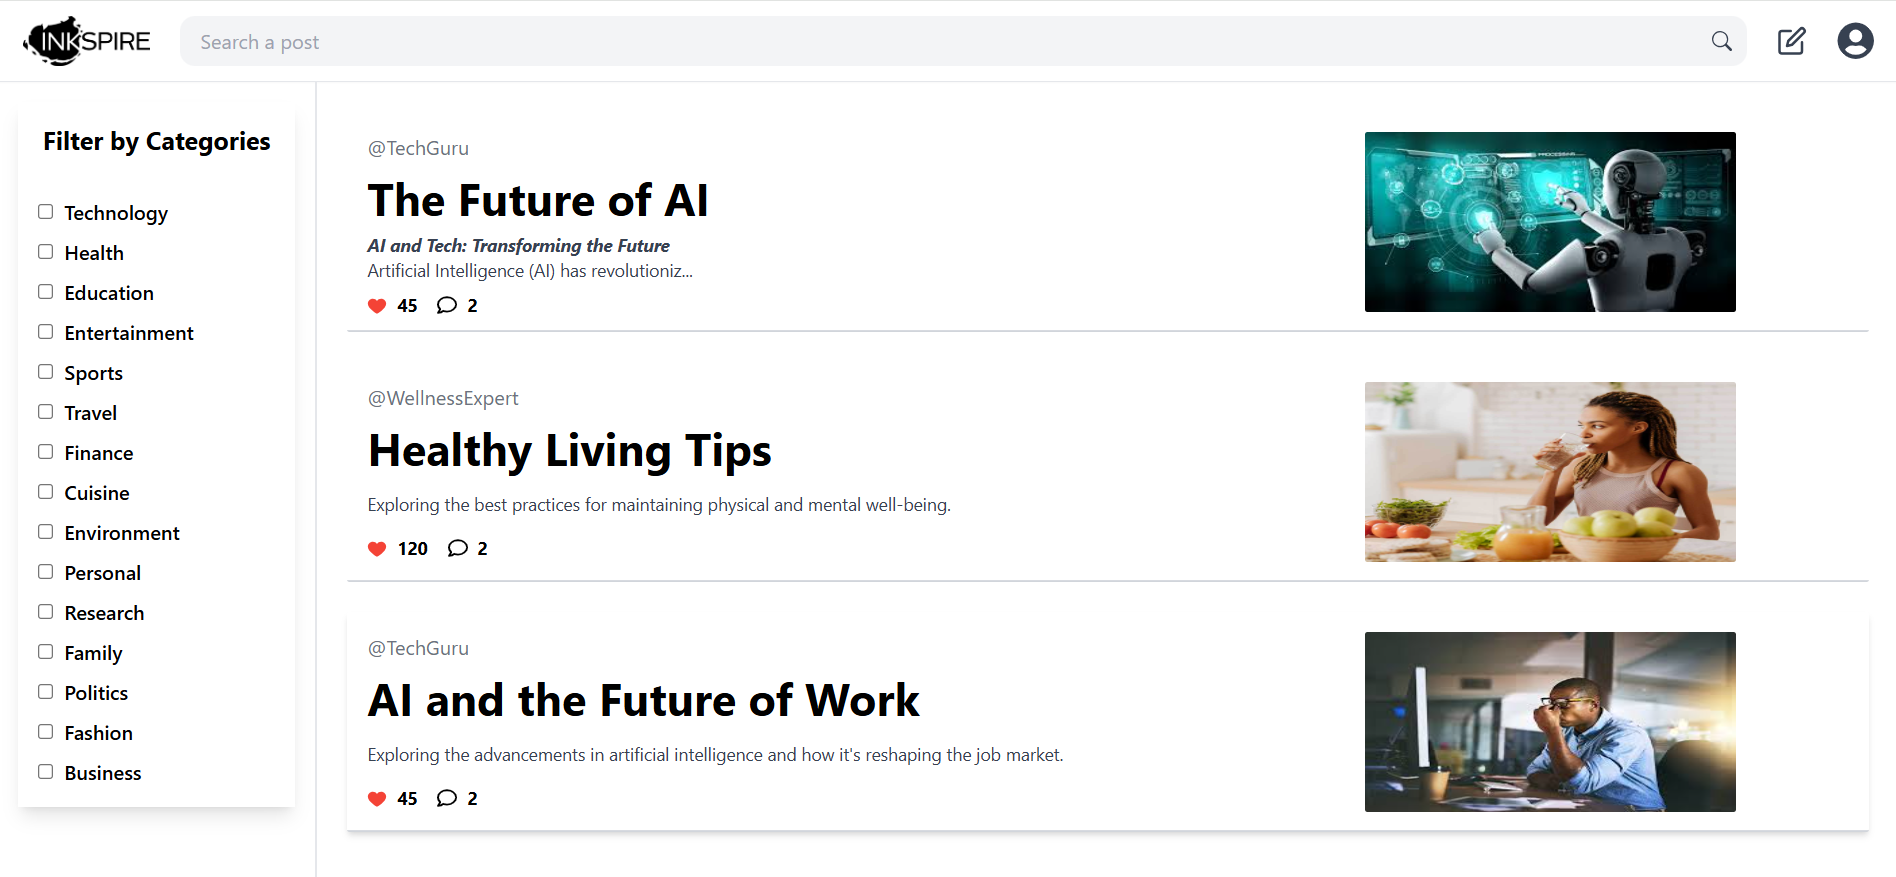 INKSPIRE
Search a post
Filter by Categories
Technology
Health
Education
Entertainment
Sports
Travel
Finance
Cuisine
Environment
Personal
Research
Family
Politics
Fashion
Business
@TechGuru
The Future of AI
AI and Tech: Transforming the Future
Artificial Intelligence (AI) has revolutioniz...
45 2
@WellnessExpert
Healthy Living Tips
Exploring the best practices for maintaining physical and mental well-being.
120 2
@TechGuru
AI and the Future of Work
Exploring the advancements in artificial intelligence and how it's reshaping the job market.
45 2